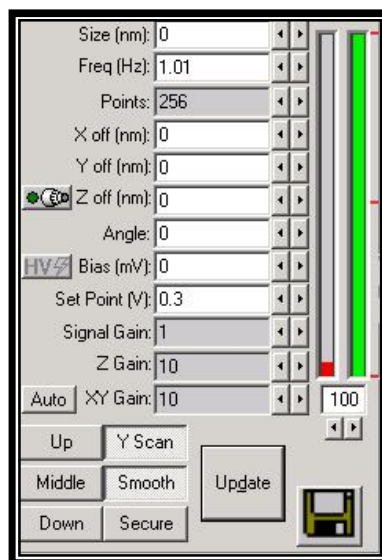 Size (nm): 0
Freq (Hz): 1.01
Points: 256
X off (nm): 0
Y off (nm): 0
Z off (nm): 0
Angle: 0
HV Bias (mV): 0
Set Point (V): 0.3
Signal Gain: 1
Z Gain: 10
Auto XY Gain: 10 100
Up Y Scan
Middle Smooth Update
Down Secure